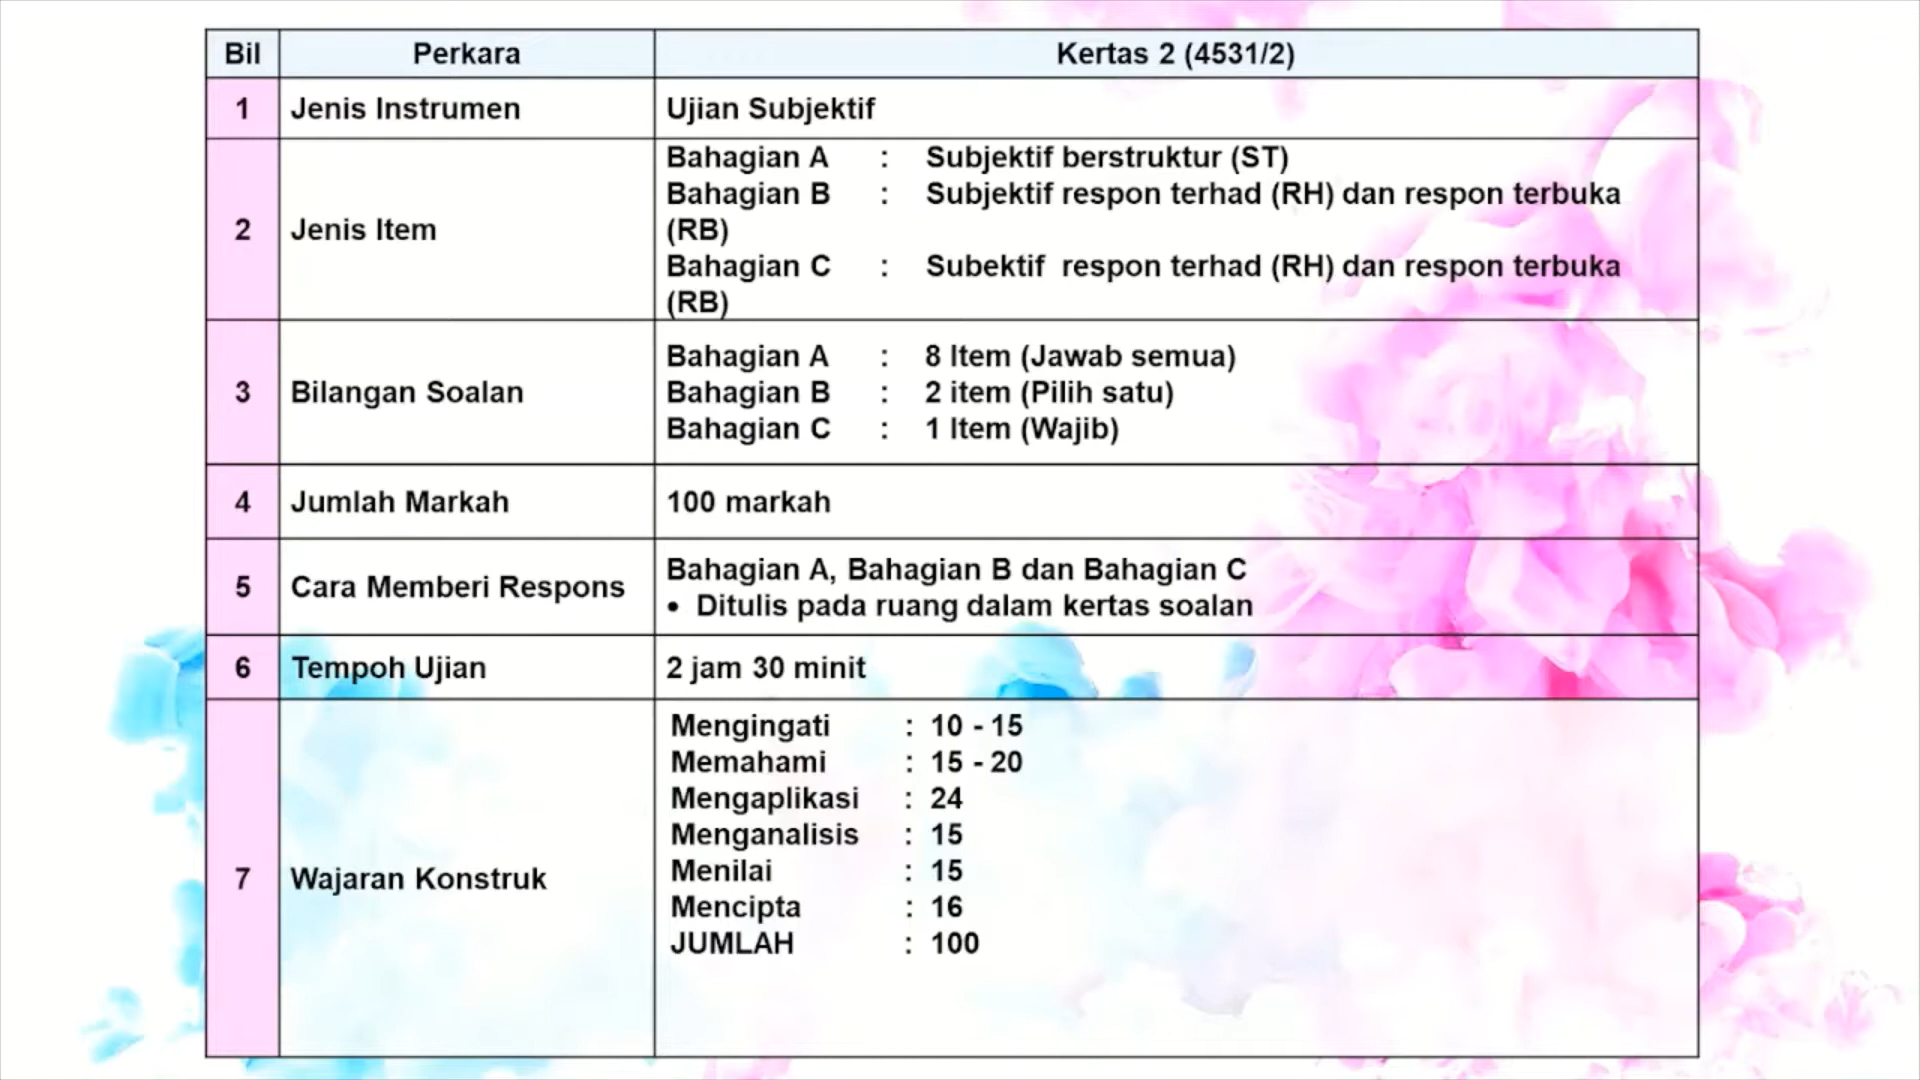 Bil Perkara Kertas 2 (4531/2)
1 Jenis Instrumen Ujian Subjektif
2 Jenis Item
Bahagian A : Subjektif berstruktur (ST)
Bahagian B : Subjektif respon terhad (RH) dan respon terbuka
(RB)
Bahagian C : Subektif respon terhad (RH) dan respon terbuka
(RB)
3 Bilangan Soalan
Bahagian A : 8 Item (Jawab semua)
Bahagian B : 2 item (Pilih satu)
Bahagian C : 1 Item (Wajib)
4 Jumlah Markah 100 markah
5 Cara Memberi Respons
Bahagian A, Bahagian B dan Bahagian C
• Ditulis pada ruang dalam kertas soalan
6 Tempoh Ujian 2 jam 30 minit
7 Wajaran Konstruk
Mengingati : 10 - 15
Memahami : 15 - 20
Mengaplikasi : 24
Menganalisis : 15
Menilai : 15
Mencipta : 16
JUMLAH : 100